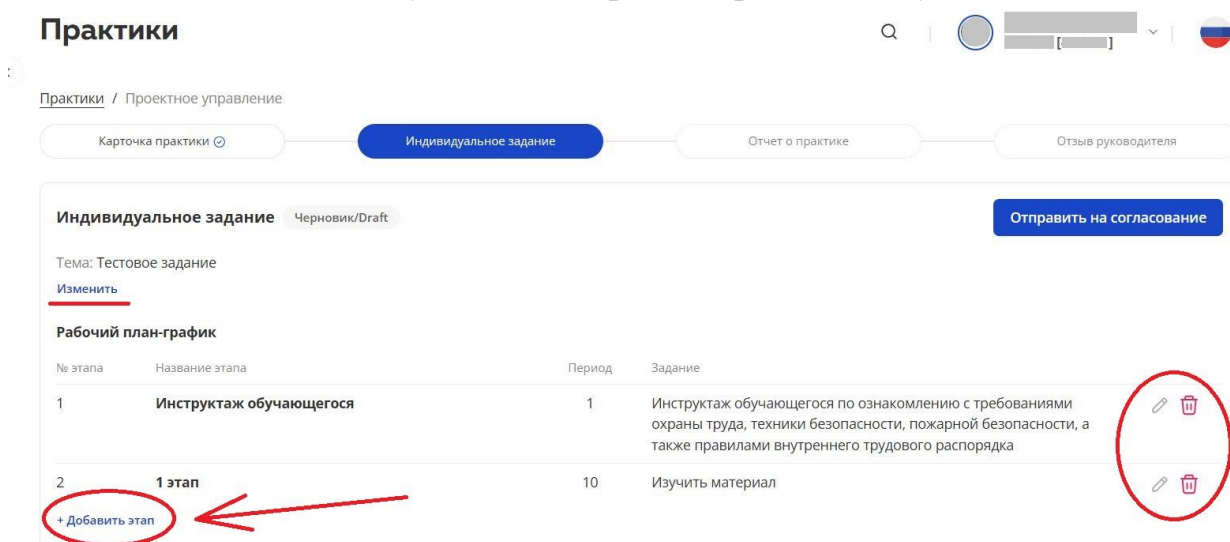 Практики
[ ]
Практики / Проектное управление
Карточка практики Индивидуальное задание Отчет о практике Отзыв руководителя
Индивидуальное задание Черновик/Draft Отправить на согласование
Тема: Тестовое задание
Изменить
Рабочий план-график
№ этапа Название этапа Период Задание
1 Инструктаж обучающегося 1 Инструктаж обучающегося по ознакомлению с требованиями
охраны труда, техники безопасности, пожарной безопасности, а
также правилами внутреннего трудового распорядка
2 1 этап 10 Изучить материал
+ Добавить этап